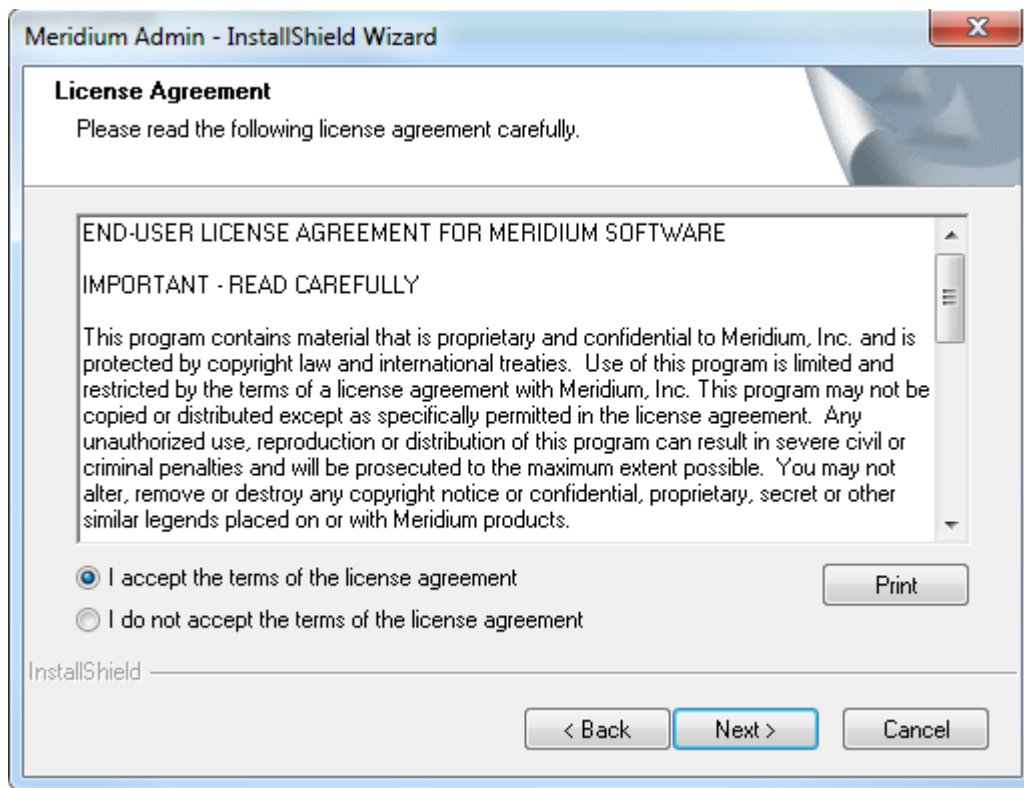 Meridium Admin - InstallShield Wizard
License Agreement
Please read the following license agreement carefully.
END-USER LICENSE AGREEMENT FOR MERIDIUM SOFTWARE
IMPORTANT - READ CAREFULLY
This program contains material that is proprietary and confidential to Meridium, Inc. and is
protected by copyright law and international treaties.  Use of this program is limited and
restricted by the terms of a license agreement with Meridium, Inc. This program may not be
copied or distributed except as specifically permitted in the license agreement.  Any
unauthorized use, reproduction or distribution of this program can result in severe civil or
criminal penalties and will be prosecuted to the maximum extent possible.  You may not
alter, remove or destroy any copyright notice or confidential, proprietary, secret or other
similar legends placed on or with Meridium products.
I accept the terms of the license agreement
Print
I do not accept the terms of the license agreement
InstallShield
< Back
Next >
Cancel